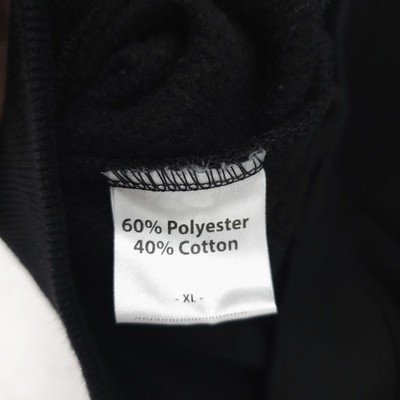 60% Polyester
40% Cotton
- XL -